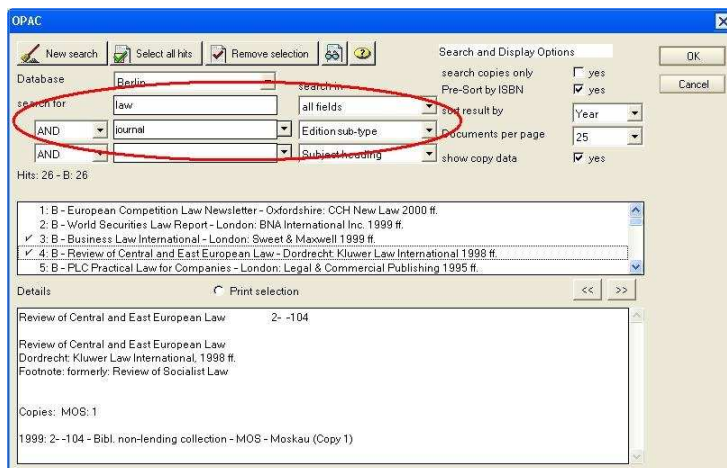 OPAC
New search Select all hits Remove selection Search and Display Options OK
Database Berlin search in search copies only yes Cancel
search for law all fields Pre-Sort by ISBN yes
sort result by Year
AND journal Edition sub-type Documents per page 25
AND Subject heading show copy data yes
Hits: 26 - B: 26
1: B - European Competition Law Newsletter - Oxfordshire: CCH New Law 2000 ff.
2: B - World Securities Law Report - London: BNA International Inc. 1999 ff.
✓ 3: B - Business Law International - London: Sweet & Maxwell 1999 ff.
✓ 4: B - Review of Central and East European Law - Dordrecht: Kluwer Law International 1998 ff.
5: B - PLC Practical Law for Companies - London: Legal & Commercial Publishing 1995 ff.
Details Print selection << >>
Review of Central and East European Law 2- -104
Review of Central and East European Law
Dordrecht: Kluwer Law International, 1998 ff.
Footnote: formerly: Review of Socialist Law
Copies: MOS: 1
1999: 2- -104 - Bibl. non-lending collection - MOS - Moskau (Copy 1)